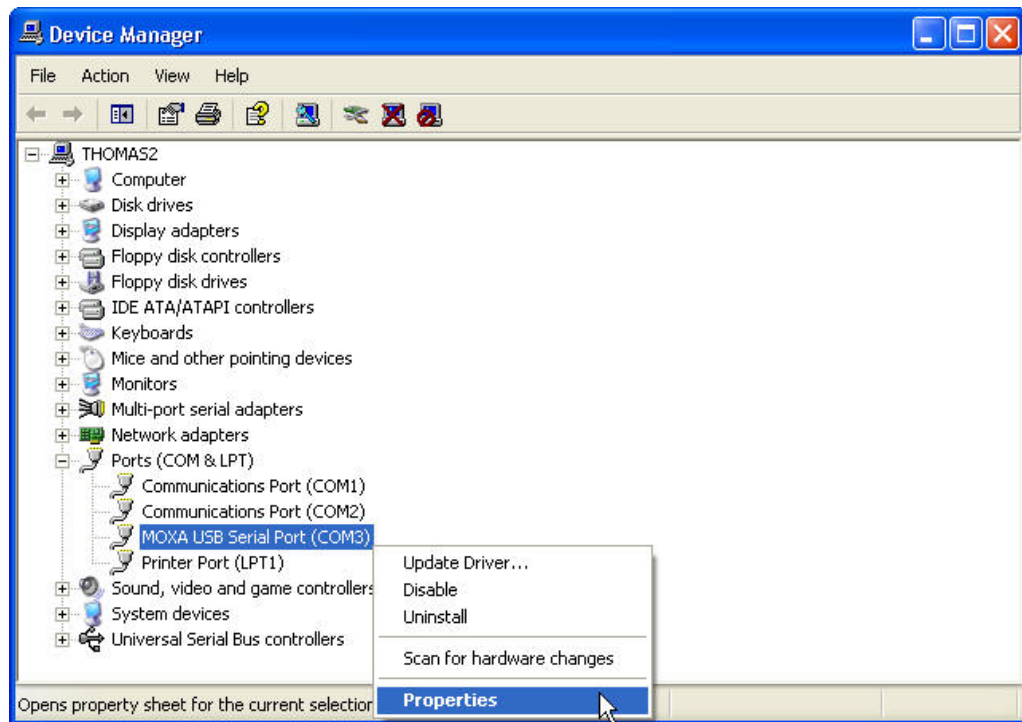 Device Manager
File Action View Help
THOMAS2
Computer
Disk drives
Display adapters
Floppy disk controllers
Floppy disk drives
IDE ATA/ATAPI controllers
Keyboards
Mice and other pointing devices
Monitors
Multi-port serial adapters
Network adapters
Ports (COM & LPT)
Communications Port (COM1)
Communications Port (COM2)
MOXA USB Serial Port (COM3)
Printer Port (LPT1)
Sound, video and game controllers
System devices
Universal Serial Bus controllers
Update Driver...
Disable
Uninstall
Scan for hardware changes
Properties
Opens property sheet for the current selection